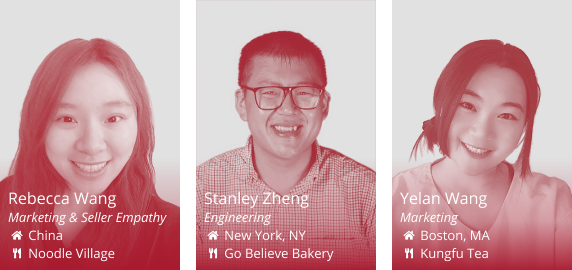 Rebecca Wang
Marketing & Seller Empathy
China
Noodle Village
Stanley Zheng
Engineering
New York, NY
Go Believe Bakery
Yelan Wang
Marketing
Boston, MA
Kungfu Tea